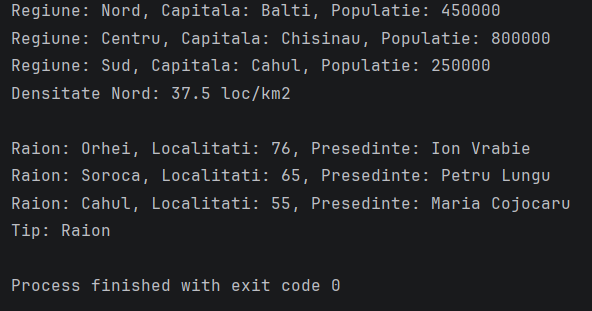 Regiune: Nord, Capitala: Balti, Populatie: 450000
Regiune: Centru, Capitala: Chisinau, Populatie: 800000
Regiune: Sud, Capitala: Cahul, Populatie: 250000
Densitate Nord: 37.5 loc/km2
Raion: Orhei, Localitati: 76, Presedinte: Ion Vrabie
Raion: Soroca, Localitati: 65, Presedinte: Petru Lungu
Raion: Cahul, Localitati: 55, Presedinte: Maria Cojocaru
Tip: Raion
Process finished with exit code 0